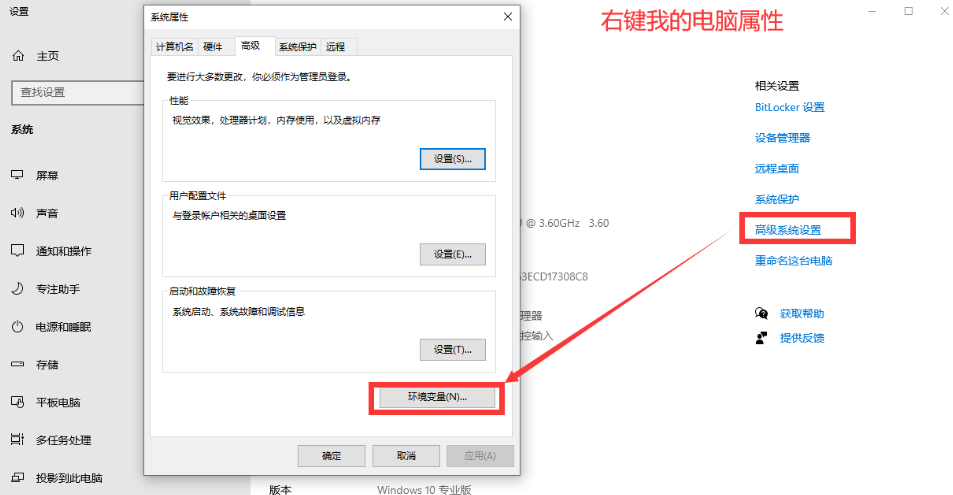 设置
右键我的电脑属性
主页
查找设置
系统
屏幕
声音
通知和操作
专注助手
电源和睡眠
存储
平板电脑
多任务处理
投影到此电脑
系统属性
计算机名 硬件 高级 系统保护 远程
要进行大多数更改，你必须作为管理员登录。
性能
视觉效果，处理器计划，内存使用，以及虚拟内存
设置(S)...
用户配置文件
与登录帐户相关的桌面设置
设置(E)...
启动和故障恢复
系统启动、系统故障和调试信息
设置(T)...
环境变量(N)...
确定 取消 应用(A)
@ 3.60GHz 3.60
53ECD17308C8
理器
控输入
版本 Windows 10 专业版
相关设置
BitLocker 设置
设备管理器
远程桌面
系统保护
高级系统设置
重命名这台电脑
获取帮助
提供反馈